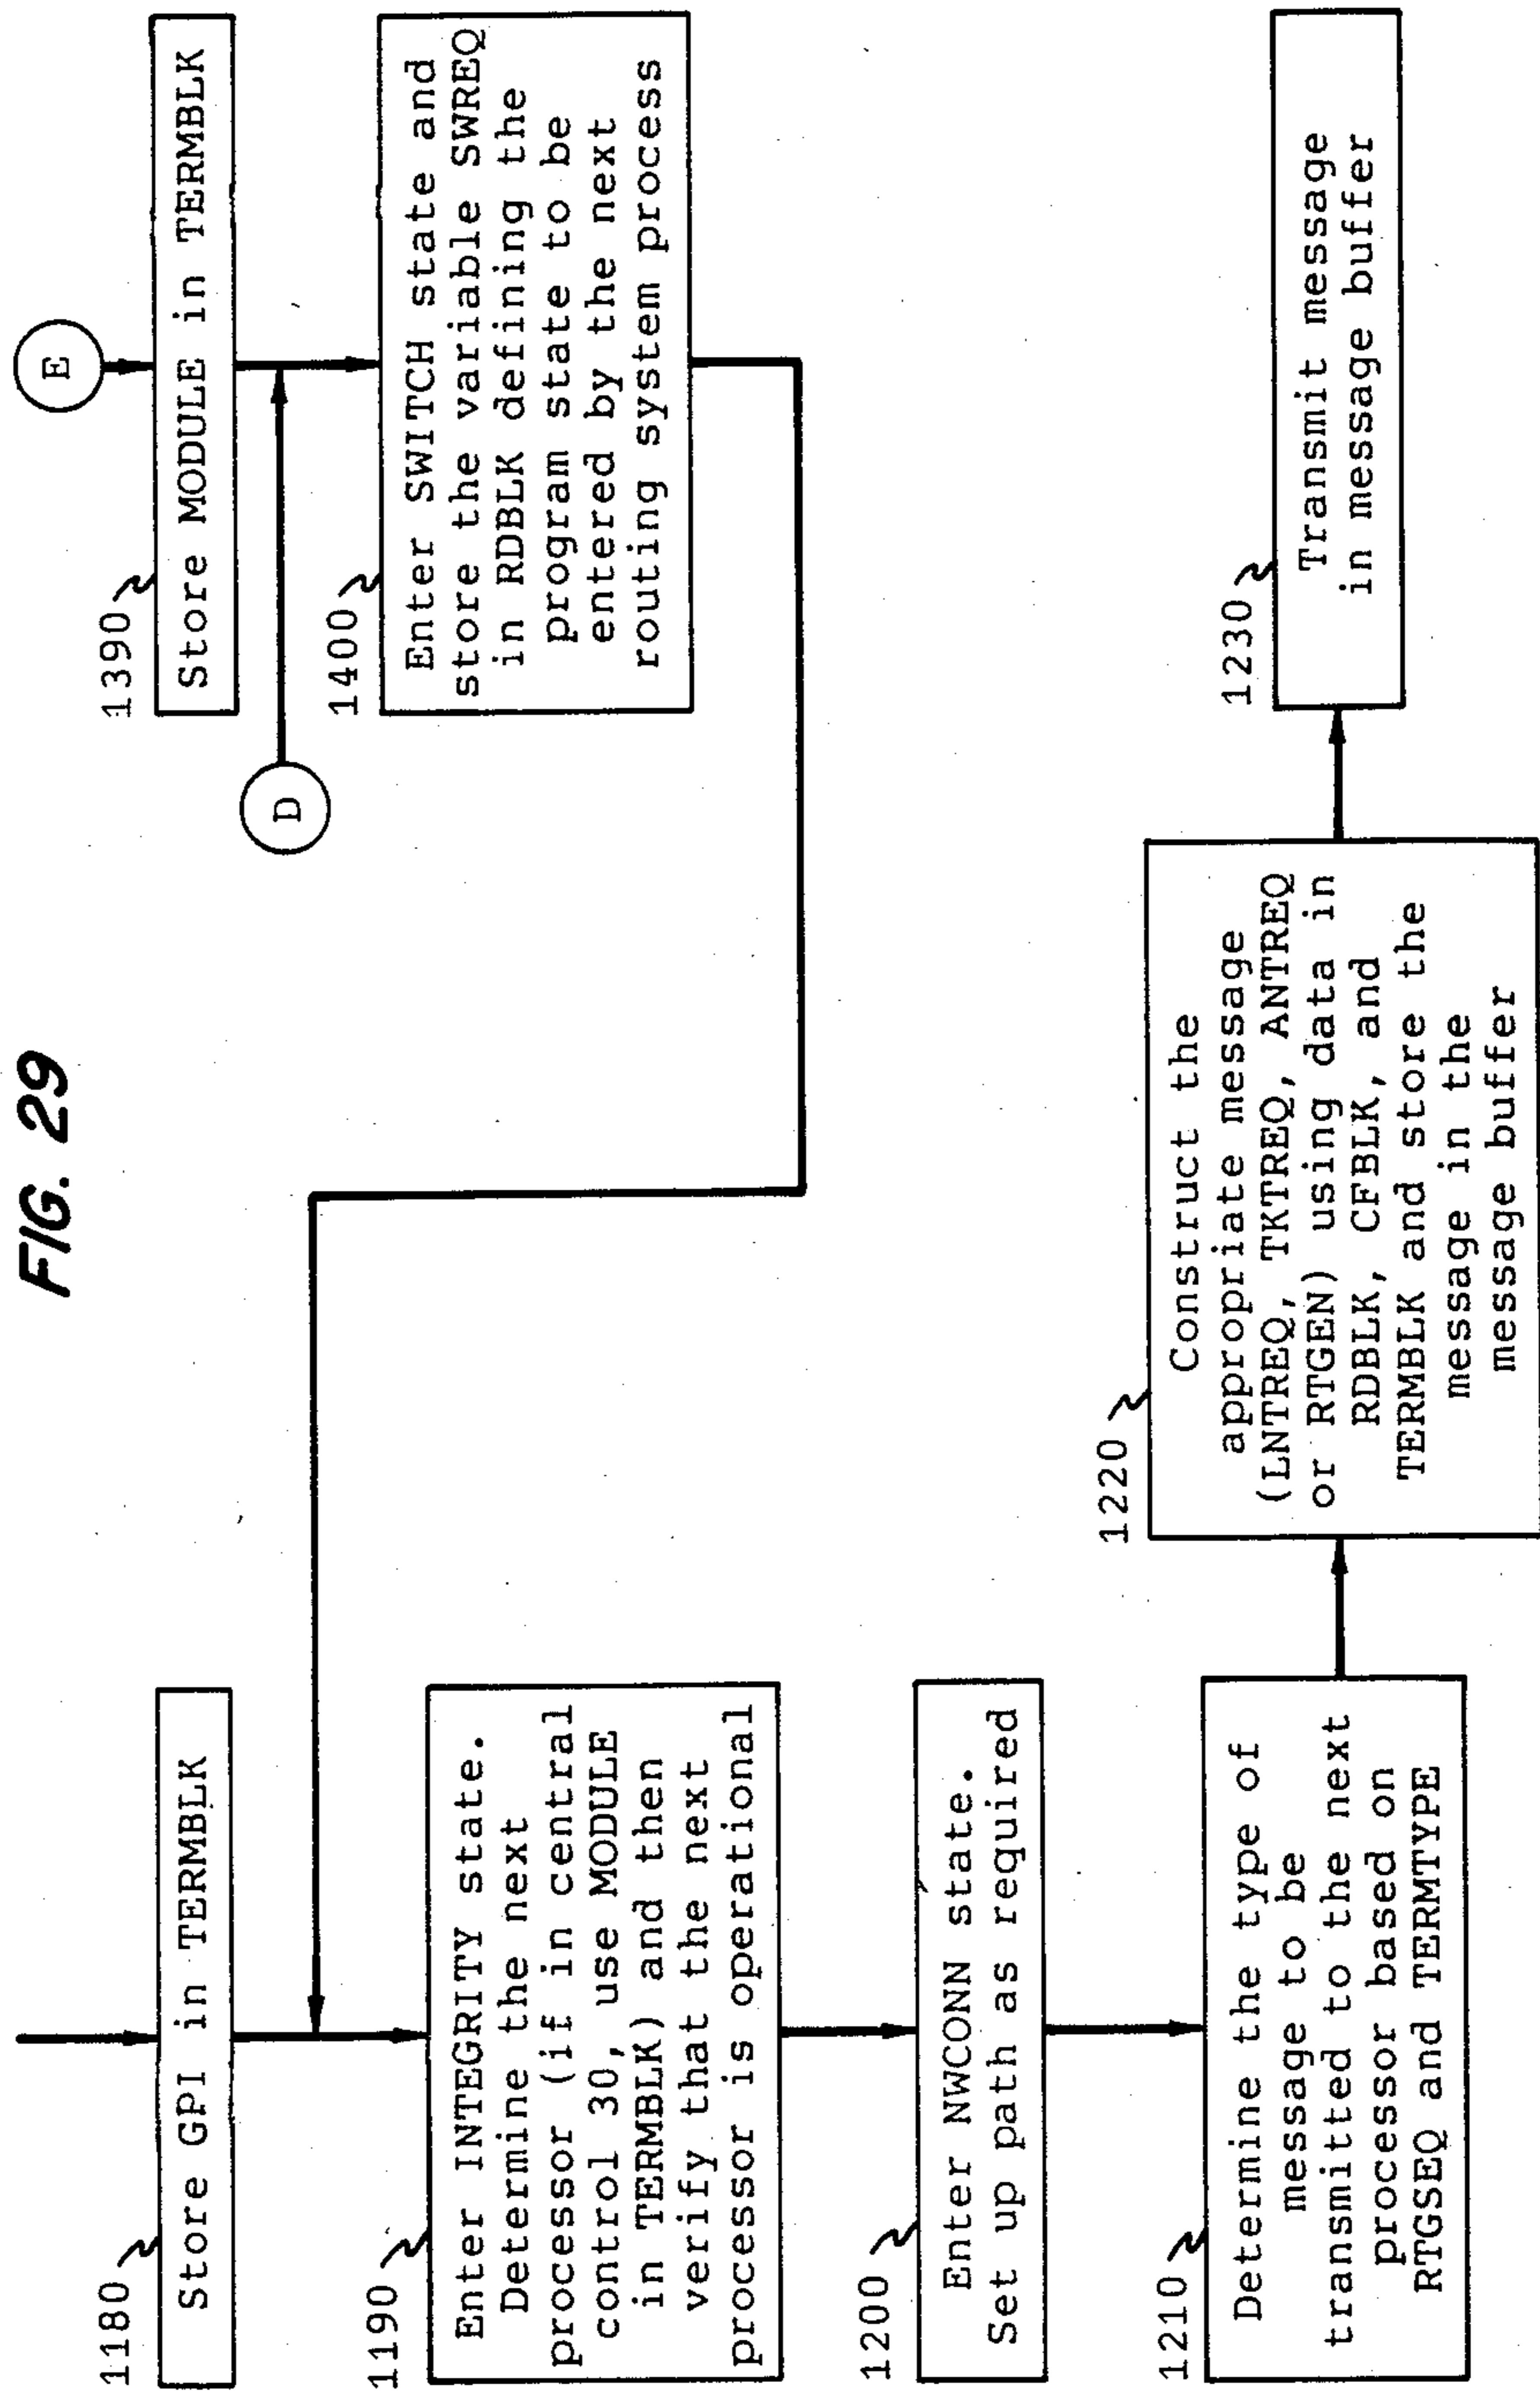 FIG. 29
1180
Store GPI in TERMBLK
1190
Enter INTEGRITY state.
Determine the next
processor (if in central
control 30, use MODULE
in TERMBLK) and then
verify that the next
processor is operational
1200
Enter NWCONN state.
Set up path as required
1210
Determine the type of
message to be
transmitted to the next
processor based on
RTGSEQ and TERMTYPE
1220
Construct the
appropriate message
(LNTREQ, TKTREQ, ANTREQ
or RTGEN) using data in
RDBLK, CFBLK, and
TERMBLK and store the
message in the
message buffer
E
1390
Store MODULE in TERMBLK
D
1400
Enter SWITCH state and
store the variable SWREQ
in RDBLK defining the
program state to be
entered by the next
routing system process
1230
Transmit message
in message buffer